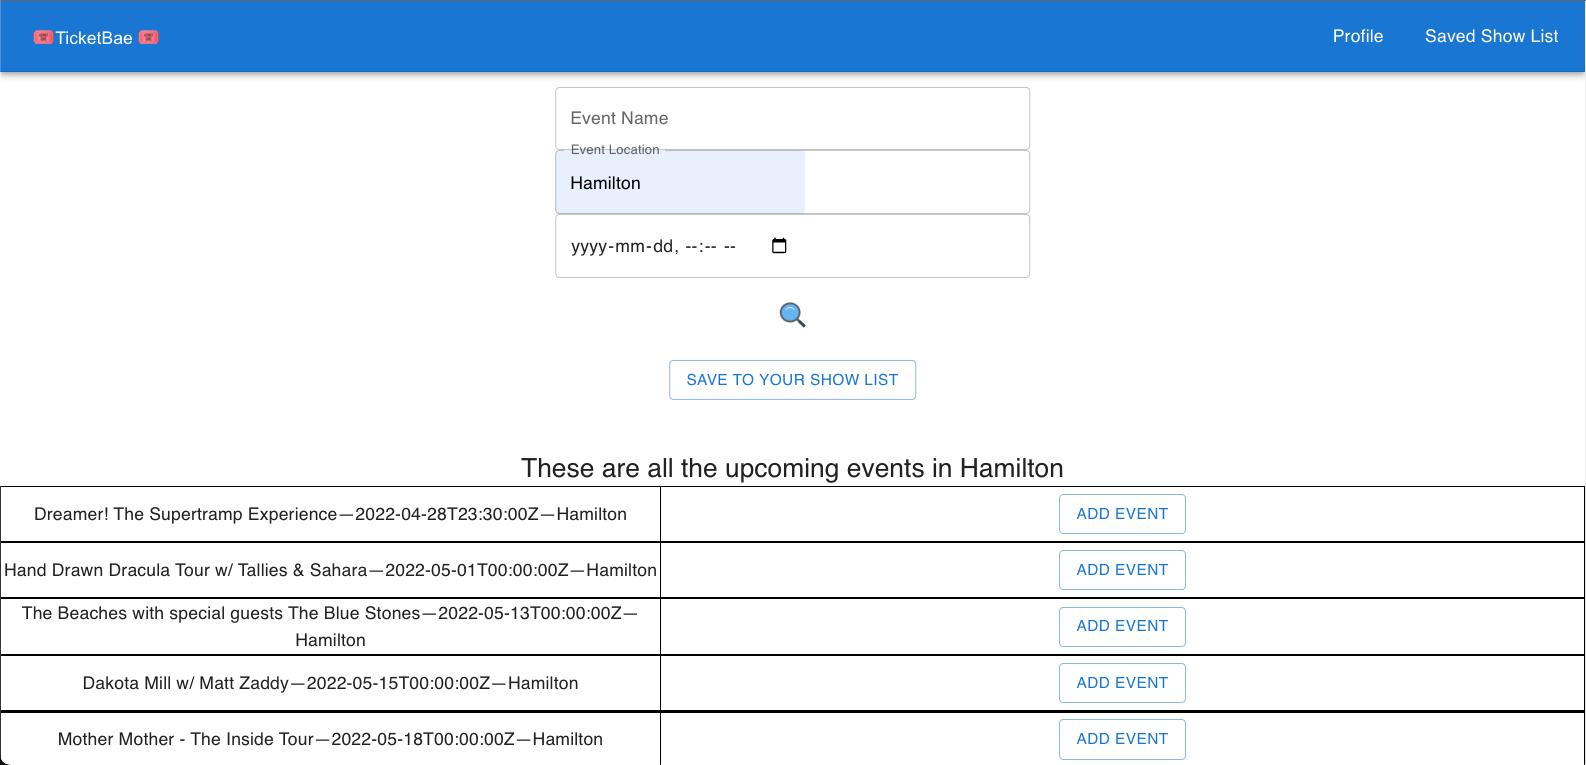 TicketBae
Profile
Saved Show List
Event Name
Event Location
Hamilton
yyyy-mm-dd, --:-- --
SAVE TO YOUR SHOW LIST
These are all the upcoming events in Hamilton
Dreamer! The Supertramp Experience—2022-04-28T23:30:00Z—Hamilton
ADD EVENT
Hand Drawn Dracula Tour w/ Tallies & Sahara—2022-05-01T00:00:00Z—Hamilton
ADD EVENT
The Beaches with special guests The Blue Stones—2022-05-13T00:00:00Z—
Hamilton
ADD EVENT
Dakota Mill w/ Matt Zaddy—2022-05-15T00:00:00Z—Hamilton
ADD EVENT
Mother Mother - The Inside Tour—2022-05-18T00:00:00Z—Hamilton
ADD EVENT